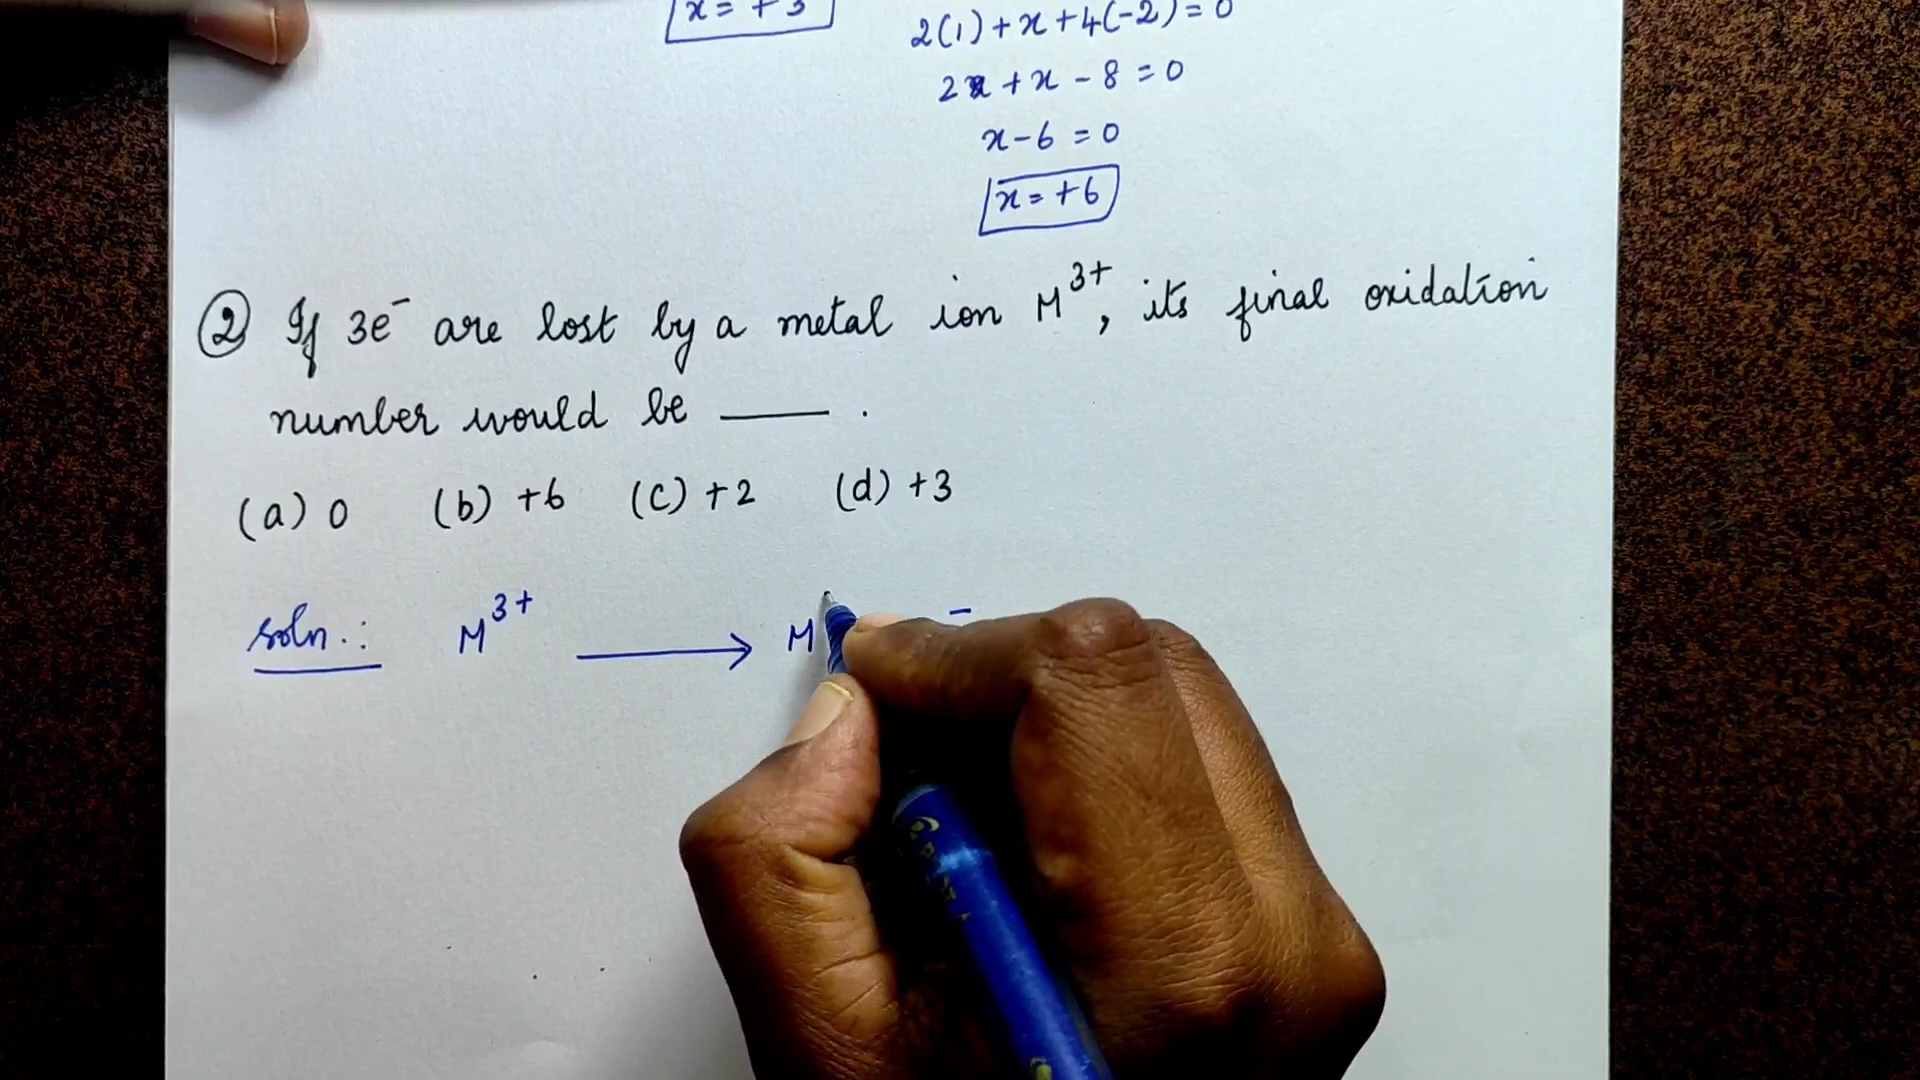 x = +3
2(1) + x + 4(-2) = 0
2 + x - 8 = 0
x - 6 = 0
x = +6
② If 3e⁻ are lost by a metal ion M³⁺, its final oxidation
number would be ——— .
(a) 0 (b) +6 (C) +2 (d) +3
soln.: M³⁺ ⟶ M